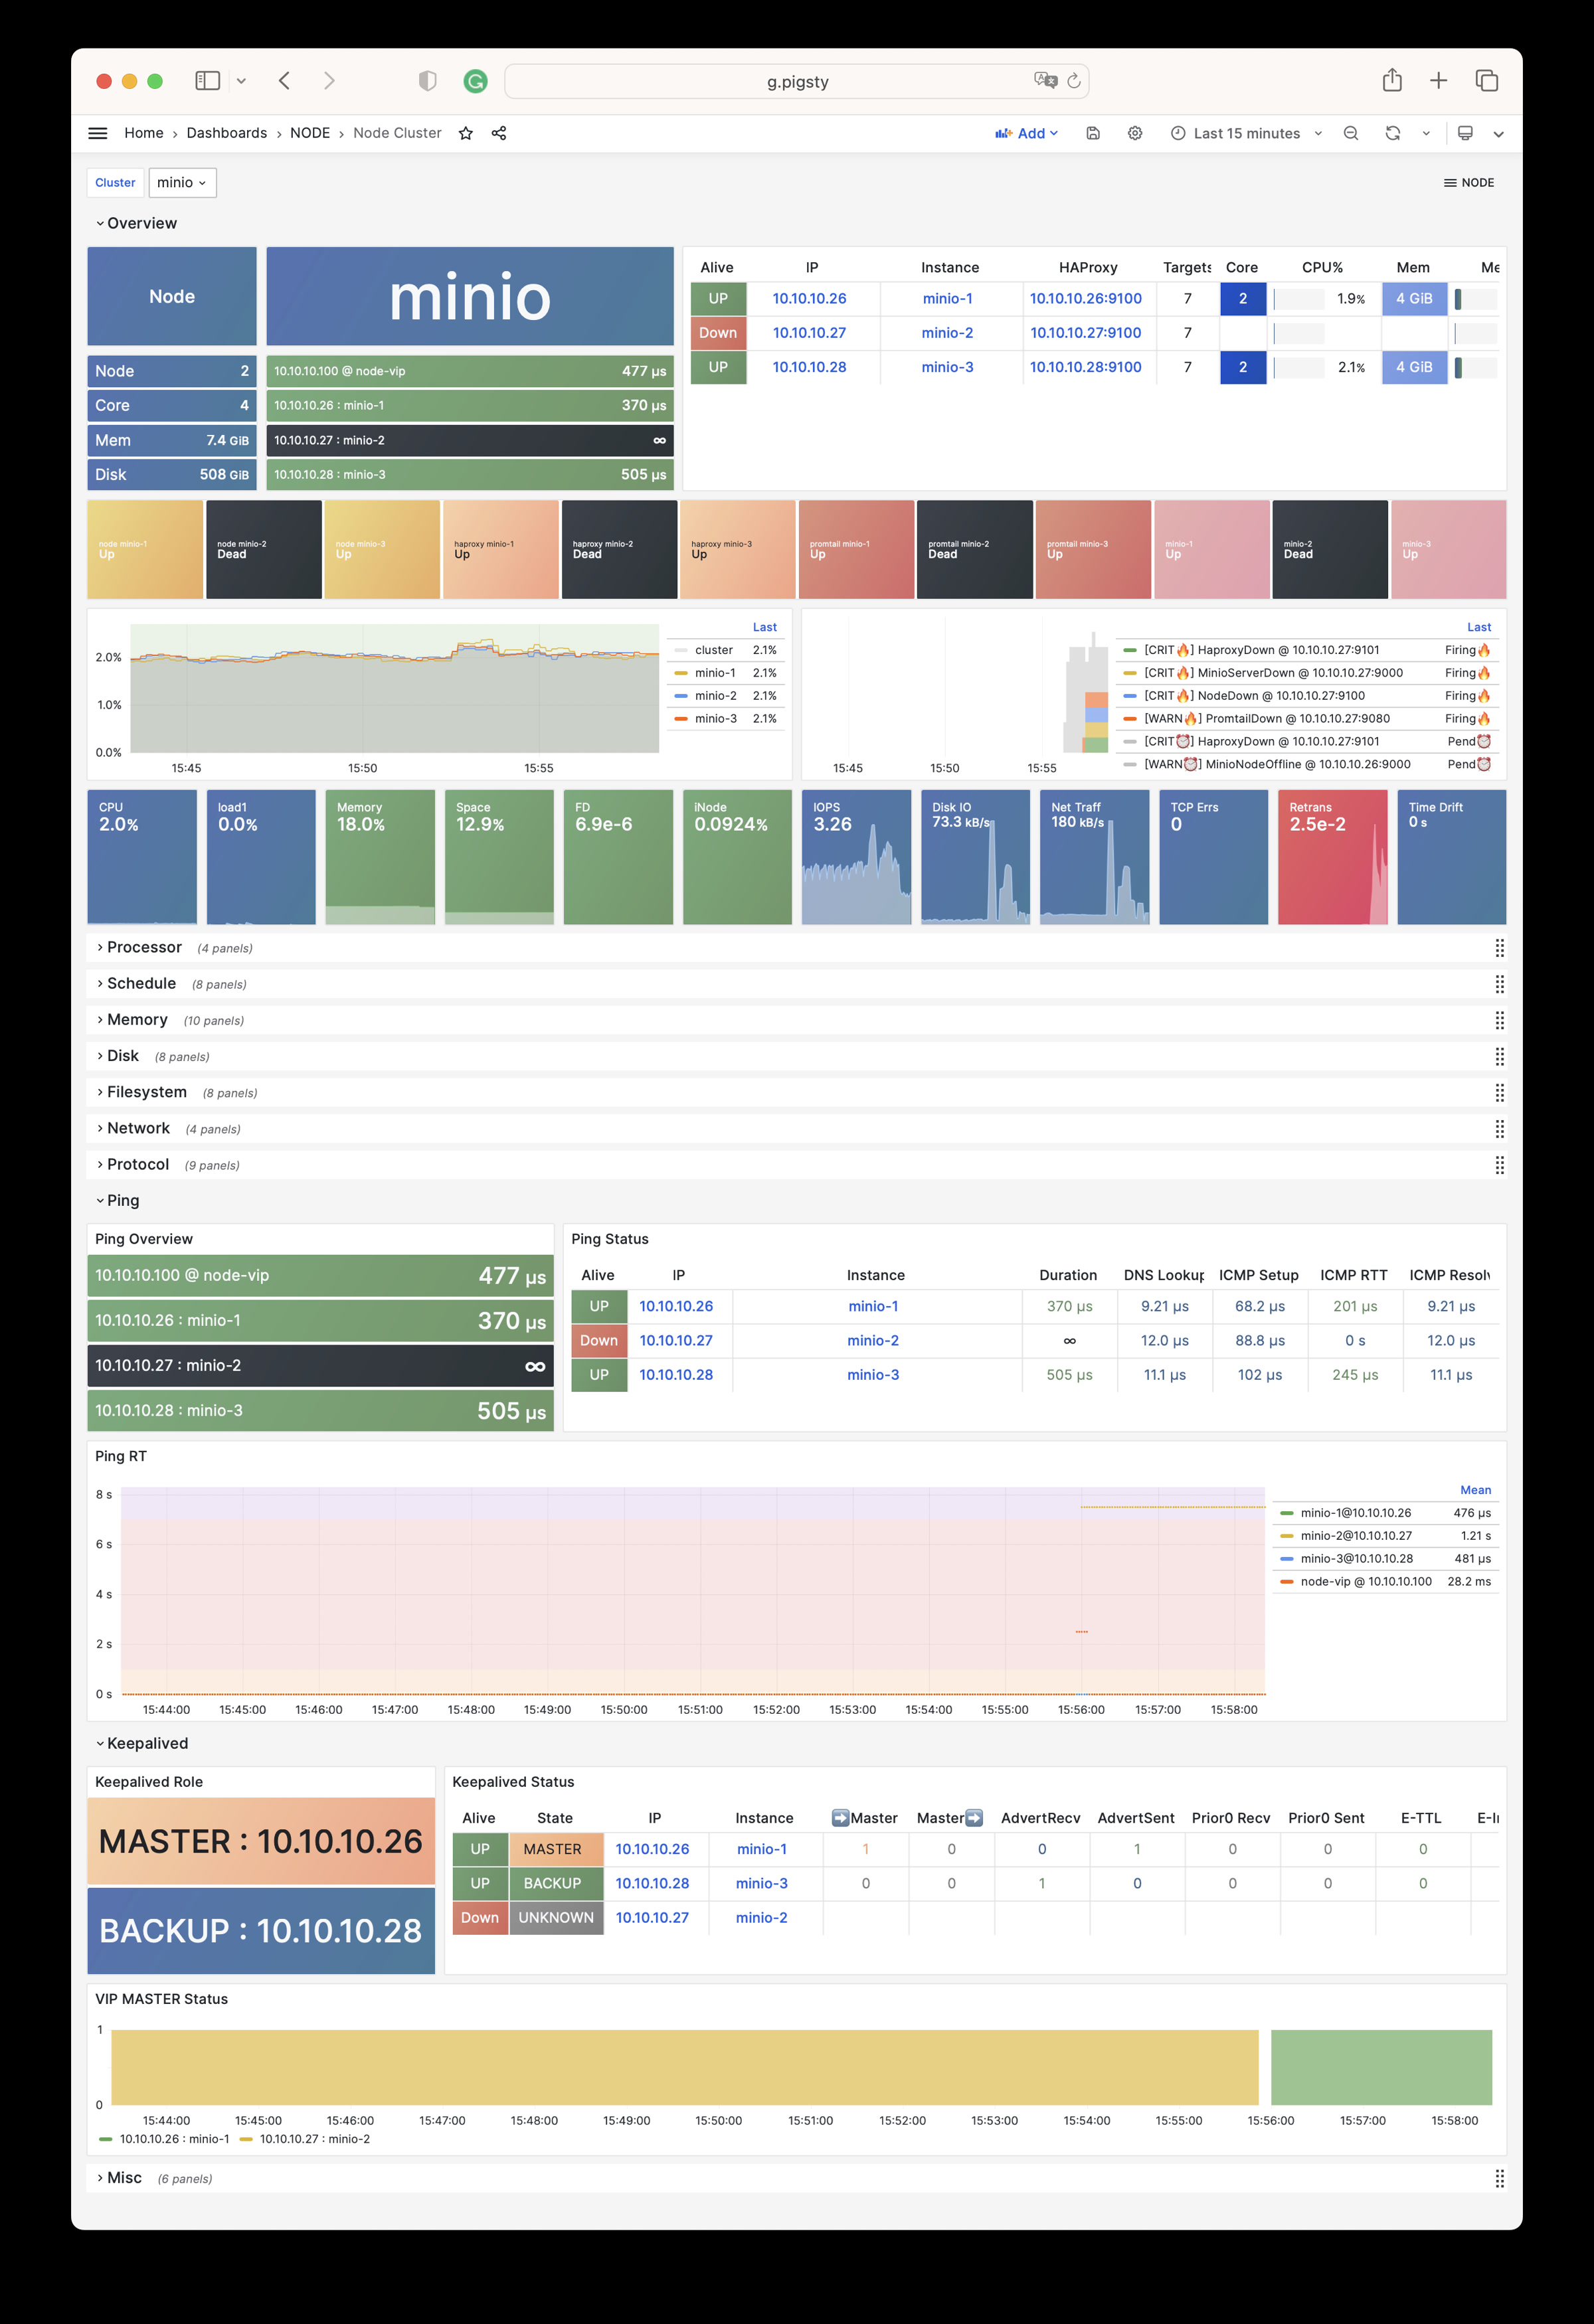 g.pigsty
Home › Dashboards › NODE › Node Cluster
Add
Last 15 minutes
Cluster minio
NODE
Overview
Node
minio
Node 2
Core 4
Mem 7.4 GiB
Disk 508 GiB
10.10.10.100 @ node-vip 477 µs
10.10.10.26 : minio-1 370 µs
10.10.10.27 : minio-2 ∞
10.10.10.28 : minio-3 505 µs
Alive IP Instance HAProxy Targets Core CPU% Mem Me
UP 10.10.10.26 minio-1 10.10.10.26:9100 7 2 1.9% 4 GiB
Down 10.10.10.27 minio-2 10.10.10.27:9100 7
UP 10.10.10.28 minio-3 10.10.10.28:9100 7 2 2.1% 4 GiB
node minio-1
Up
node minio-2
Dead
node minio-3
Up
haproxy minio-1
Up
haproxy minio-2
Dead
haproxy minio-3
Up
promtail minio-1
Up
promtail minio-2
Dead
promtail minio-3
Up
minio-1
Up
minio-2
Dead
minio-3
Up
2.0%
1.0%
0.0%
15:45 15:50 15:55
Last
cluster 2.1%
minio-1 2.1%
minio-2 2.1%
minio-3 2.1%
15:45 15:50 15:55
Last
[CRIT🔥] HaproxyDown @ 10.10.10.27:9101 Firing🔥
[CRIT🔥] MinioServerDown @ 10.10.10.27:9000 Firing🔥
[CRIT🔥] NodeDown @ 10.10.10.27:9100 Firing🔥
[WARN🔥] PromtailDown @ 10.10.10.27:9080 Firing🔥
[CRIT⏰] HaproxyDown @ 10.10.10.27:9101 Pend⏰
[WARN⏰] MinioNodeOffline @ 10.10.10.26:9000 Pend⏰
CPU
2.0%
load1
0.0%
Memory
18.0%
Space
12.9%
FD
6.9e-6
iNode
0.0924%
IOPS
3.26
Disk IO
73.3 kB/s
Net Traff
180 kB/s
TCP Errs
0
Retrans
2.5e-2
Time Drift
0 s
Processor (4 panels)
Schedule (8 panels)
Memory (10 panels)
Disk (8 panels)
Filesystem (8 panels)
Network (4 panels)
Protocol (9 panels)
Ping
Ping Overview
10.10.10.100 @ node-vip 477 µs
10.10.10.26 : minio-1 370 µs
10.10.10.27 : minio-2 ∞
10.10.10.28 : minio-3 505 µs
Ping Status
Alive IP Instance Duration DNS Lookup ICMP Setup ICMP RTT ICMP Resolv
UP 10.10.10.26 minio-1 370 µs 9.21 µs 68.2 µs 201 µs 9.21 µs
Down 10.10.10.27 minio-2 ∞ 12.0 µs 88.8 µs 0 s 12.0 µs
UP 10.10.10.28 minio-3 505 µs 11.1 µs 102 µs 245 µs 11.1 µs
Ping RT
8 s
6 s
4 s
2 s
0 s
15:44:00 15:45:00 15:46:00 15:47:00 15:48:00 15:49:00 15:50:00 15:51:00 15:52:00 15:53:00 15:54:00 15:55:00 15:56:00 15:57:00 15:58:00
Mean
minio-1@10.10.10.26 476 µs
minio-2@10.10.10.27 1.21 s
minio-3@10.10.10.28 481 µs
node-vip @ 10.10.10.100 28.2 ms
Keepalived
Keepalived Role
MASTER : 10.10.10.26
BACKUP : 10.10.10.28
Keepalived Status
Alive State IP Instance ➡️Master Master➡️ AdvertRecv AdvertSent Prior0 Recv Prior0 Sent E-TTL E-I
UP MASTER 10.10.10.26 minio-1 1 0 0 1 0 0 0
UP BACKUP 10.10.10.28 minio-3 0 0 1 0 0 0 0
Down UNKNOWN 10.10.10.27 minio-2
VIP MASTER Status
1
0
15:44:00 15:45:00 15:46:00 15:47:00 15:48:00 15:49:00 15:50:00 15:51:00 15:52:00 15:53:00 15:54:00 15:55:00 15:56:00 15:57:00 15:58:00
10.10.10.26 : minio-1 10.10.10.27 : minio-2
Misc (6 panels)